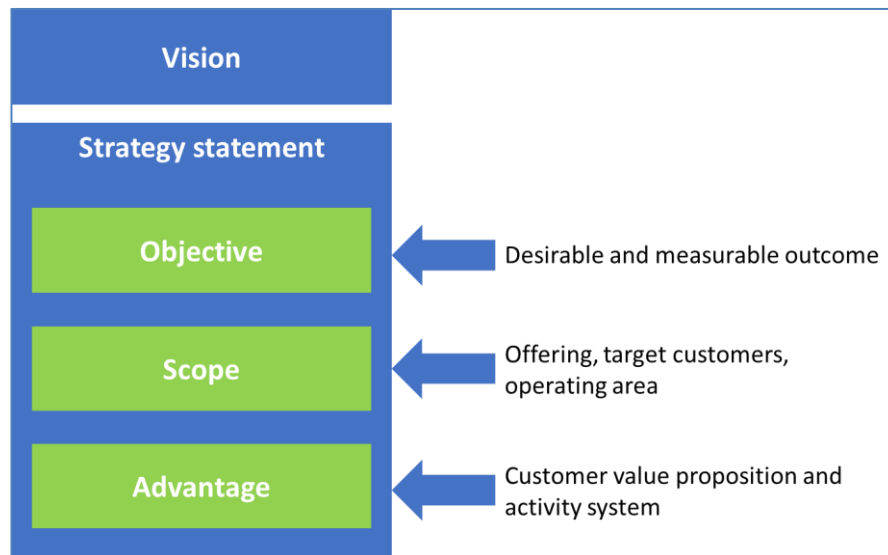 Vision
Strategy statement
Objective
Desirable and measurable outcome
Scope
Offering, target customers,
operating area
Advantage
Customer value proposition and
activity system